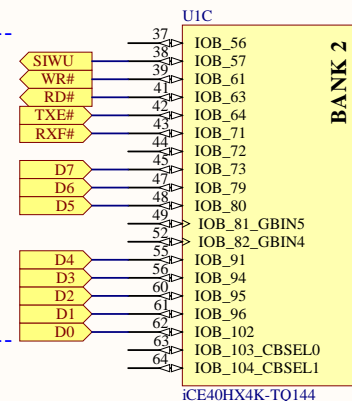 U1C
37 IOB_56
SIWU 38 IOB_57
WR# 39 IOB_61
RD# 41 IOB_63
TXE# 42 IOB_64
RXF# 43 IOB_71
44 IOB_72
D7 45 IOB_73
D6 47 IOB_79
D5 48 IOB_80
49 IOB_81_GBIN5
52 IOB_82_GBIN4
D4 55 IOB_91
D3 56 IOB_94
D2 60 IOB_95
D1 61 IOB_96
D0 62 IOB_102
63 IOB_103_CBSEL0
64 IOB_104_CBSEL1
BANK 2
iCE40HX4K-TQ144